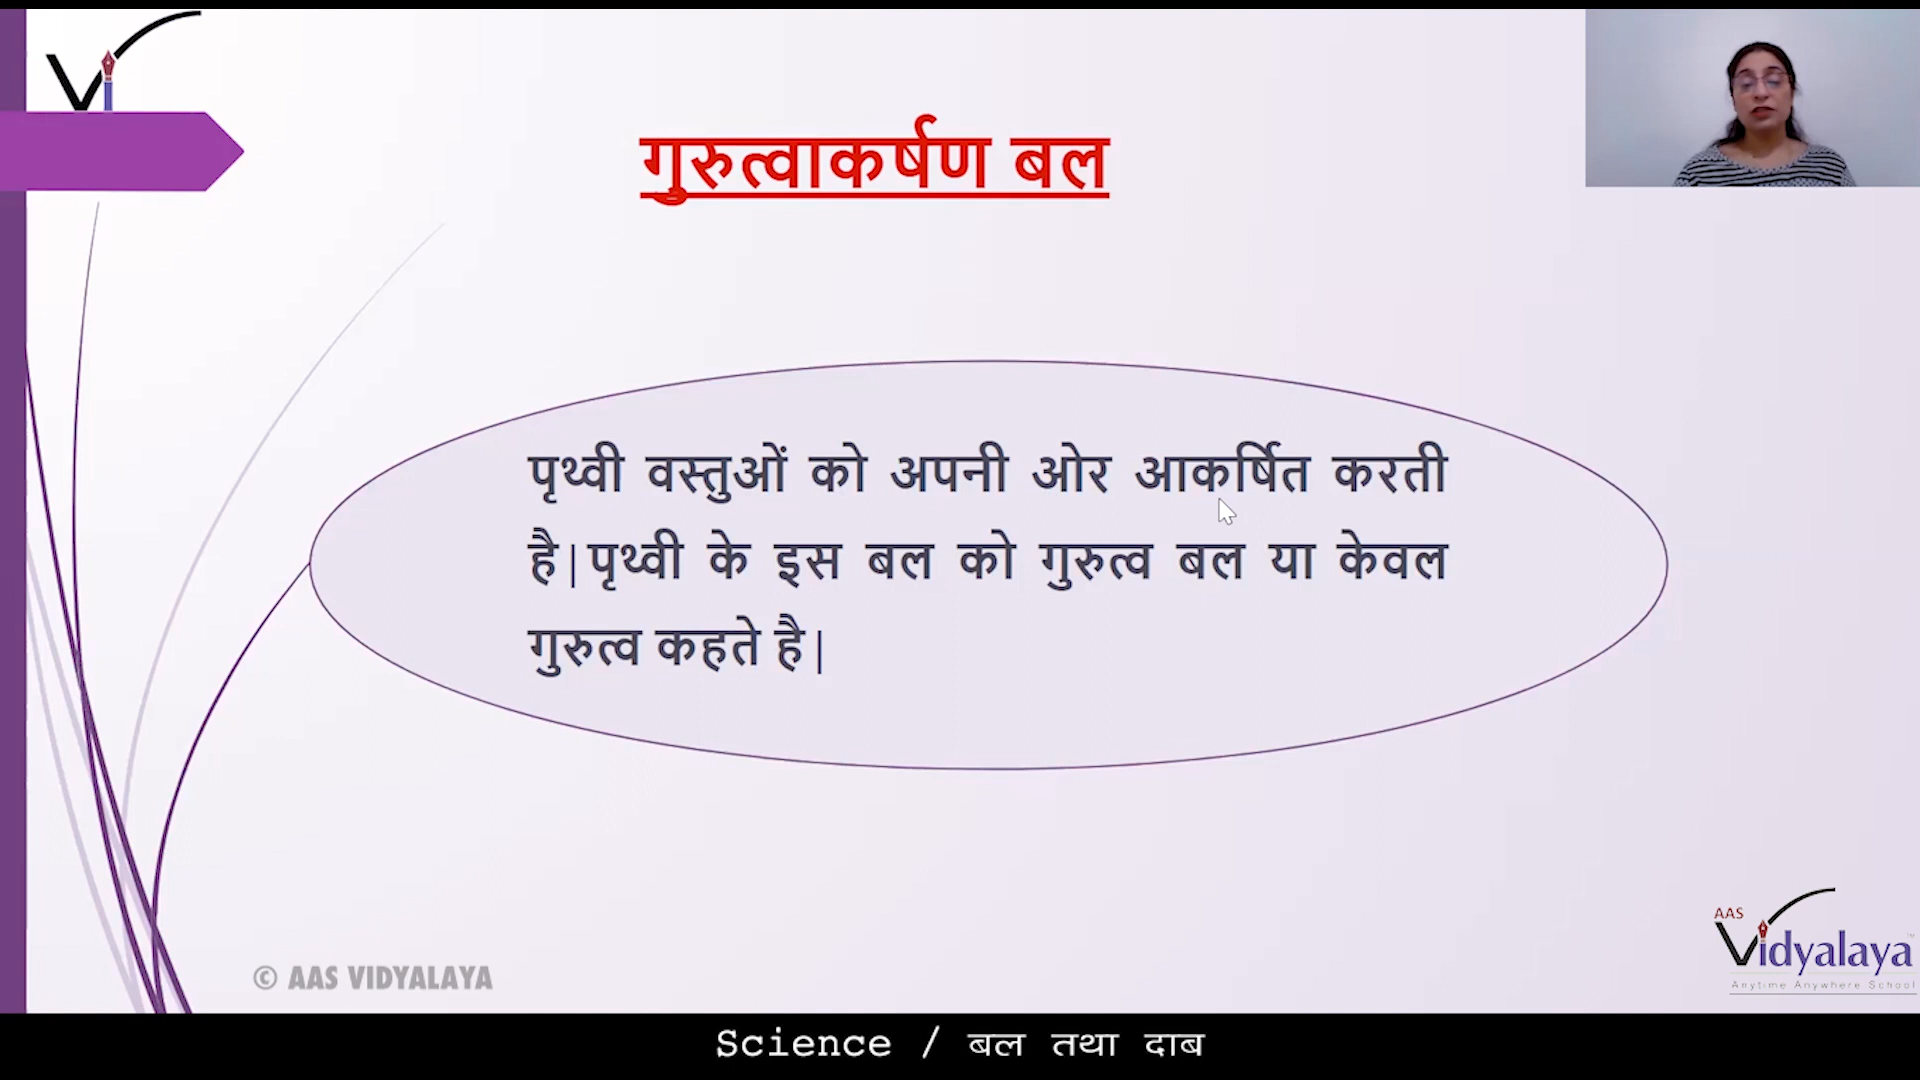 गुरुत्वाकर्षण बल
पृथ्वी वस्तुओं को अपनी ओर आकर्षित करती
है|पृथ्वी के इस बल को गुरुत्व बल या केवल
गुरुत्व कहते है|
© AAS VIDYALAYA
AAS
Vidyalaya
Anytime Anywhere School
Science / बल तथा दाब